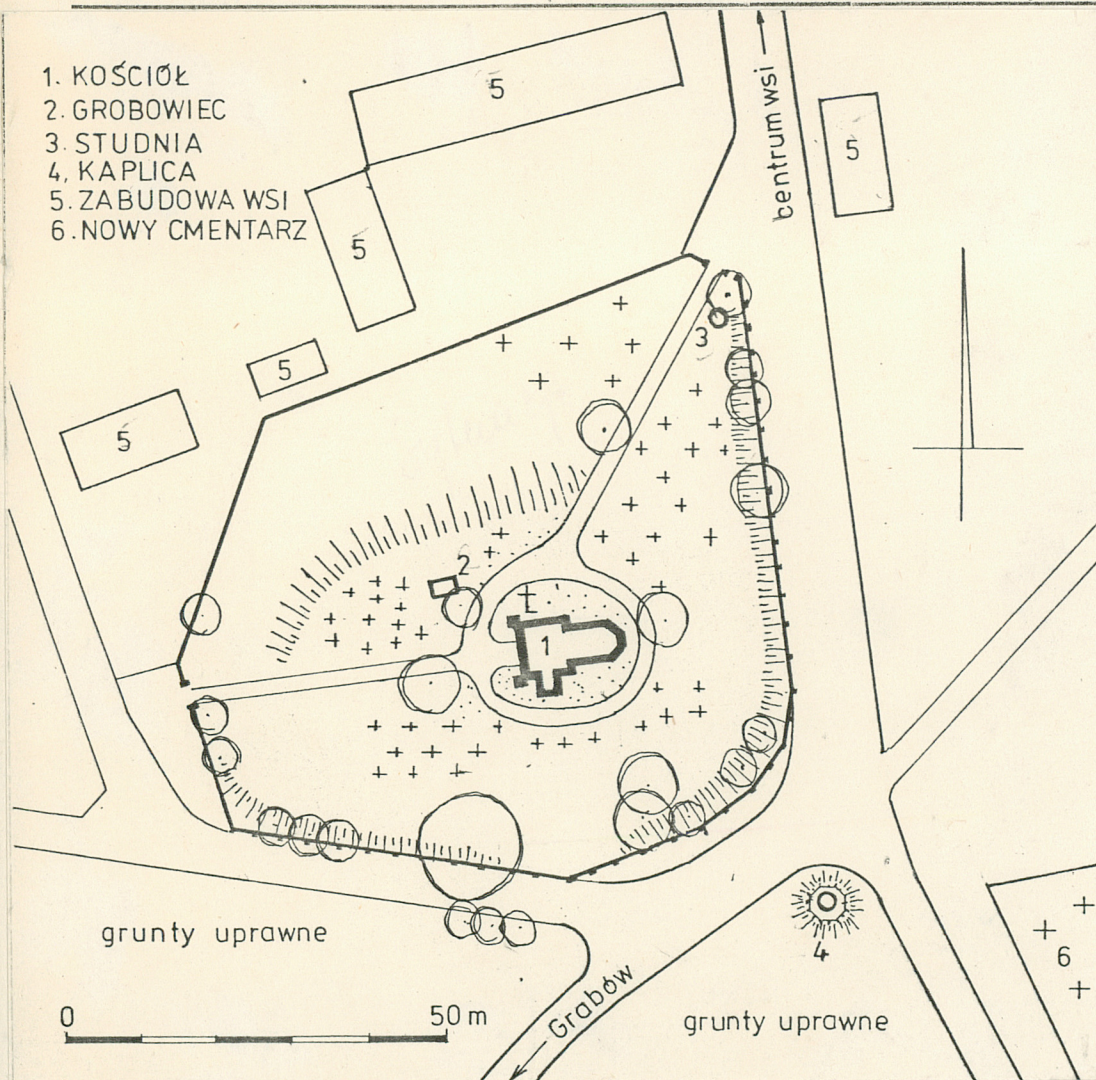 1. KOŚCIÓŁ
2. GROBOWIEC
3. STUDNIA
4, KAPLICA
5. ZABUDOWA WSI
6. NOWY CMENTARZ
5
centrum wsi
5
5
3
5
5
2
1
grunty uprawne
4
6
0 50 m
Grabów
grunty uprawne